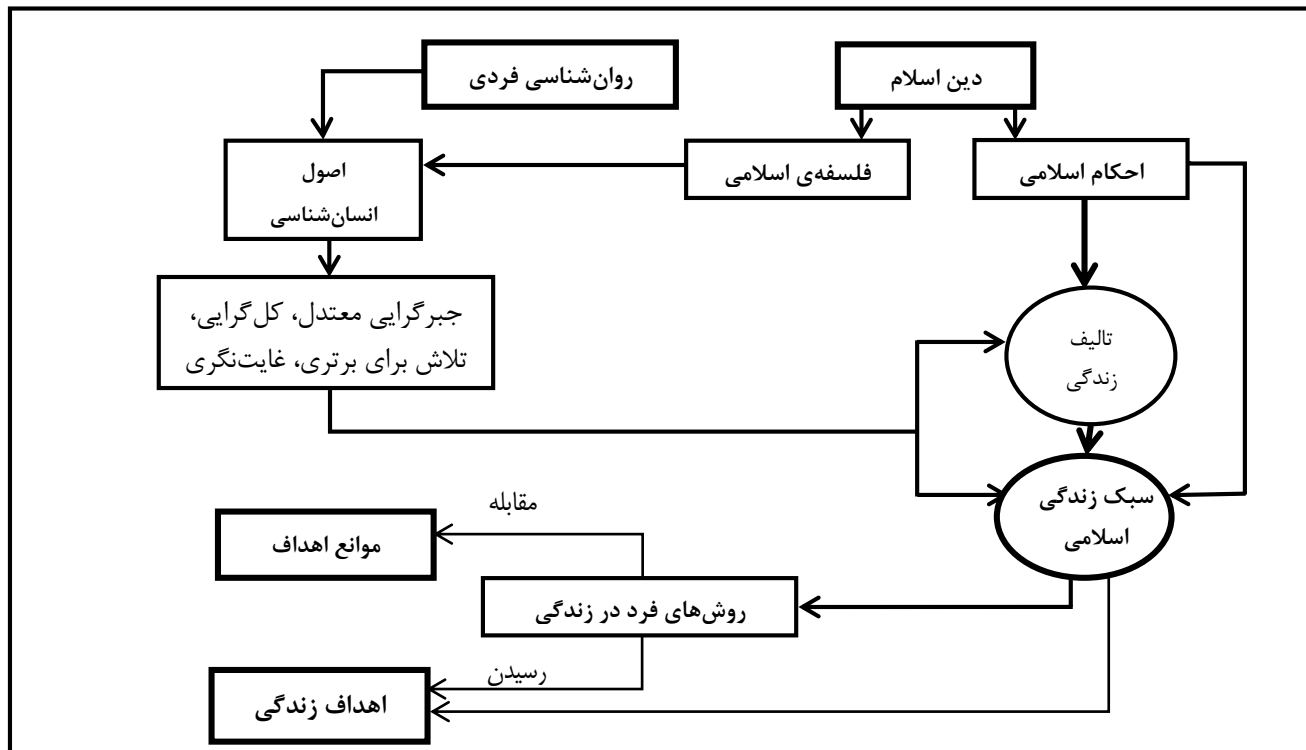 دین اسلام
روان‌شناسی فردی
احکام اسلامی
فلسفه‌ی اسلامی
اصول
انسان‌شناسی
جبرگرایی معتدل، کل‌گرایی،
تلاش برای برتری، غایت‌نگری
تالیف
زندگی
سبک زندگی
اسلامی
مقابله
موانع اهداف
روش‌های فرد در زندگی
رسیدن
اهداف زندگی